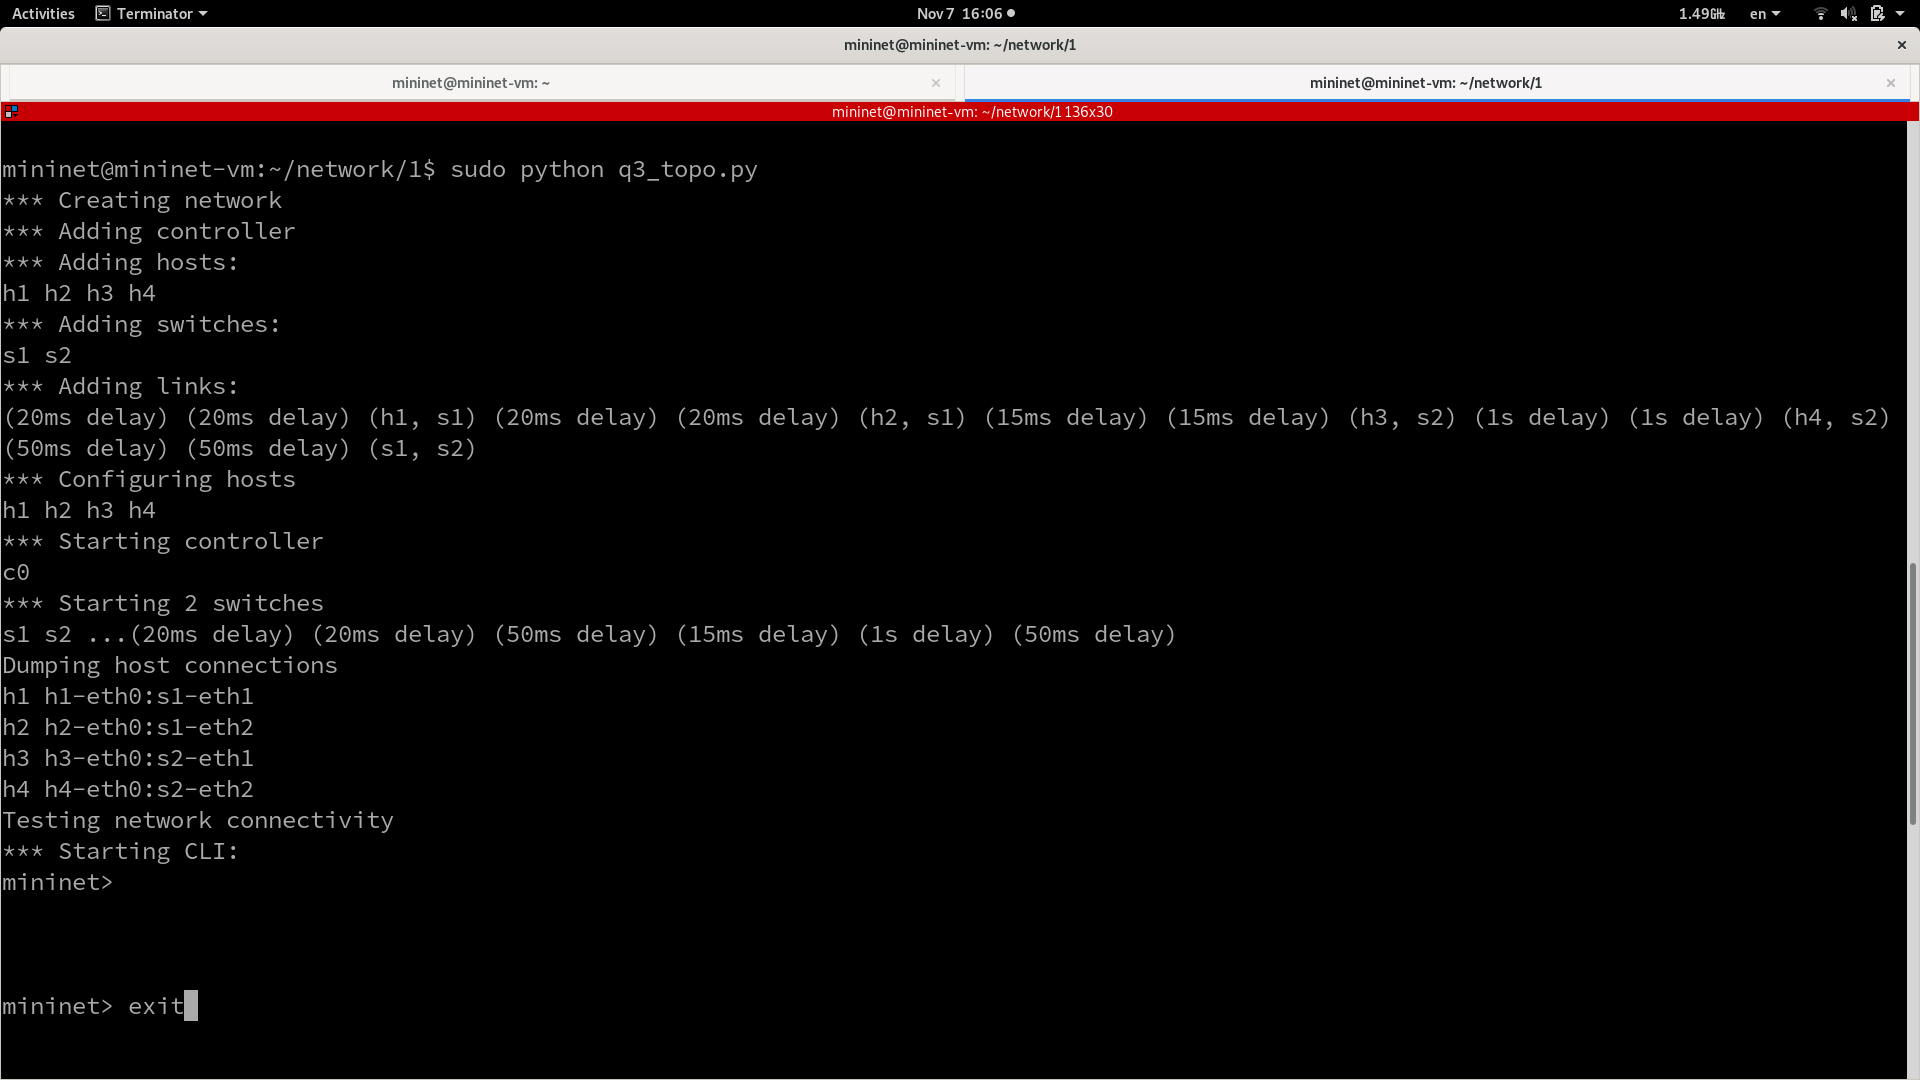 Activities Terminator Nov 7 16:06 1.49GHz en
mininet@mininet-vm: ~/network/1
mininet@mininet-vm: ~ mininet@mininet-vm: ~/network/1
mininet@mininet-vm: ~/network/1 136x30
mininet@mininet-vm:~/network/1$ sudo python q3_topo.py
*** Creating network
*** Adding controller
*** Adding hosts:
h1 h2 h3 h4
*** Adding switches:
s1 s2
*** Adding links:
(20ms delay) (20ms delay) (h1, s1) (20ms delay) (20ms delay) (h2, s1) (15ms delay) (15ms delay) (h3, s2) (1s delay) (1s delay) (h4, s2)
(50ms delay) (50ms delay) (s1, s2)
*** Configuring hosts
h1 h2 h3 h4
*** Starting controller
c0
*** Starting 2 switches
s1 s2 ...(20ms delay) (20ms delay) (50ms delay) (15ms delay) (1s delay) (50ms delay)
Dumping host connections
h1 h1-eth0:s1-eth1
h2 h2-eth0:s1-eth2
h3 h3-eth0:s2-eth1
h4 h4-eth0:s2-eth2
Testing network connectivity
*** Starting CLI:
mininet>
mininet> exit